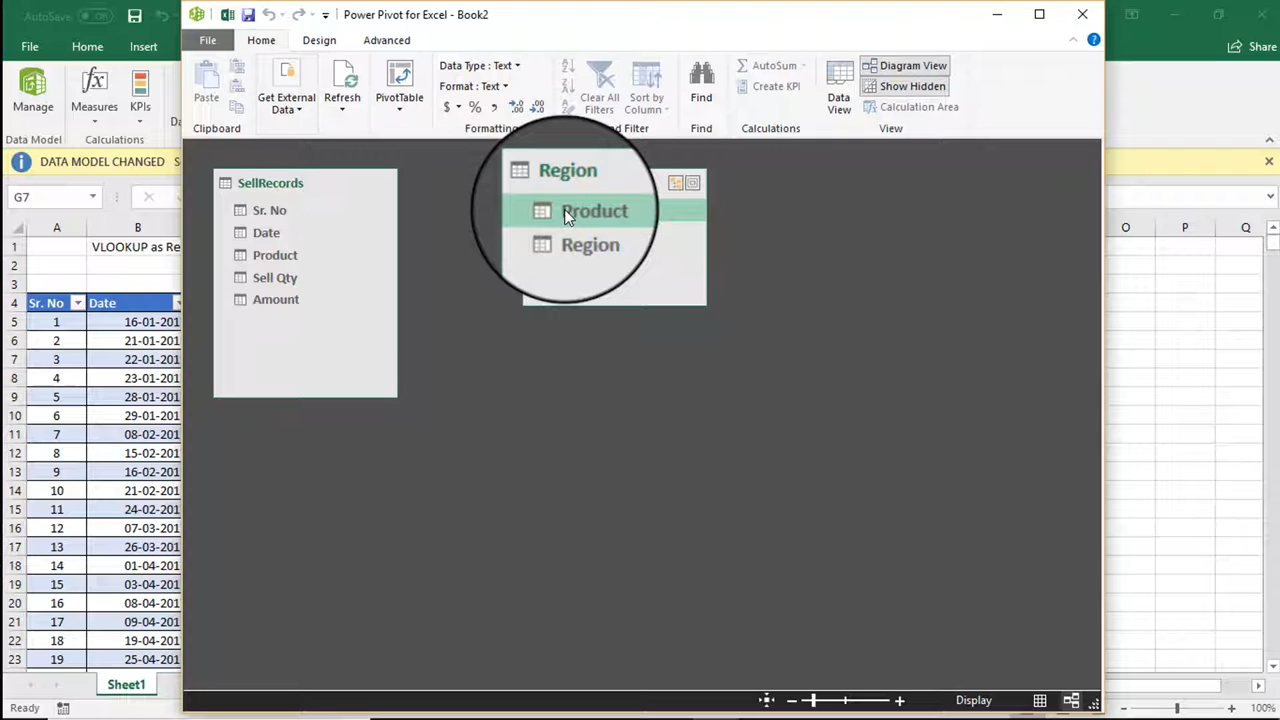 AutoSave Off
Power Pivot for Excel - Book2
File Home Insert
File Home Design Advanced
Share
Manage
Measures
KPIs
Data Model
Calculations
Paste
Clipboard
Get External
Data
Refresh
PivotTable
Data Type : Text
Format : Text
$ % ,
Formatting
Clear All
Filters
Sort by
Column
d Filter
Find
Find
AutoSum
Create KPI
Calculations
Data
View
Diagram View
Show Hidden
Calculation Area
View
DATA MODEL CHANGED S
G7
SellRecords
Sr. No
Date
Product
Sell Qty
Amount
Region
Product
Region
A B O P Q
1 VLOOKUP as Re
2
3
4 Sr. No Date
5 1 16-01-201
6 2 21-01-201
7 3 22-01-201
8 4 23-01-201
9 5 28-01-201
10 6 29-01-201
11 7 08-02-201
12 8 15-02-201
13 9 16-02-201
14 10 21-02-201
15 11 24-02-201
16 12 07-03-201
17 13 26-03-201
18 14 01-04-201
19 15 03-04-201
20 16 08-04-201
21 17 09-04-201
22 18 19-04-201
23 19 25-04-201
Sheet1
Display
Ready
100%